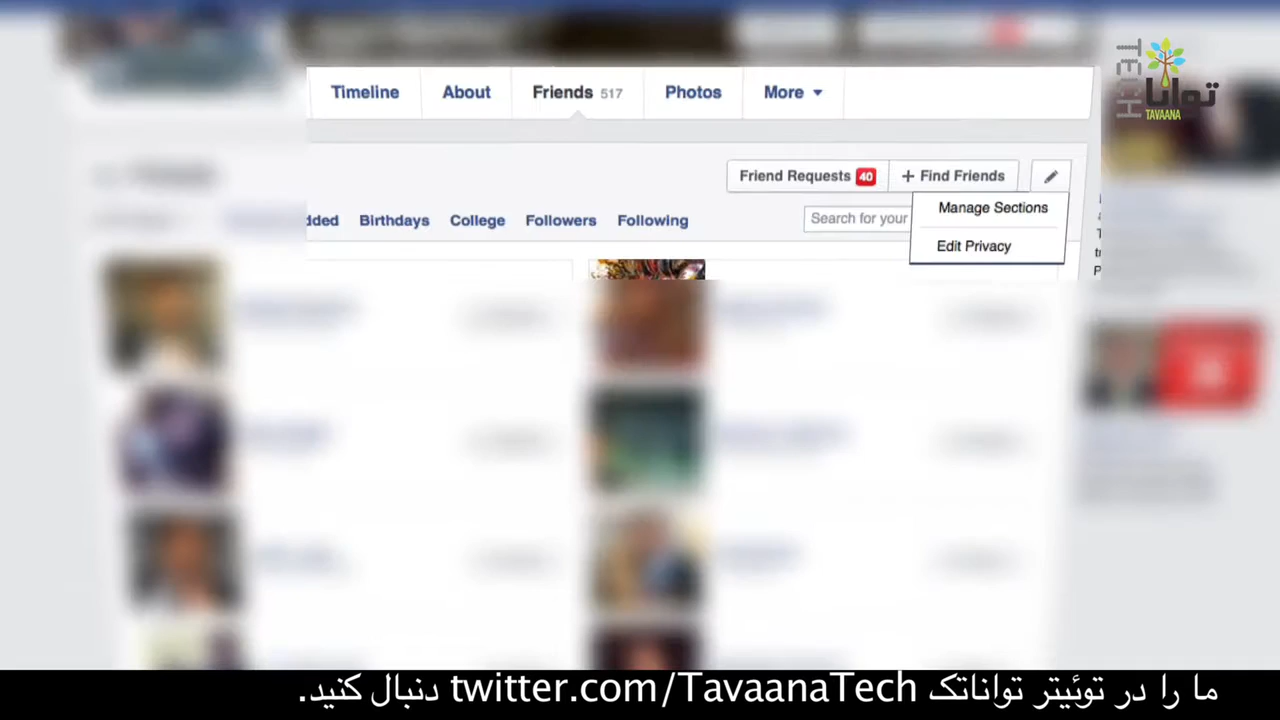 Timeline About Friends 517 Photos More
TECH توانا
TAVAANA
Friend Requests 40 + Find Friends
Manage Sections
dded Birthdays College Followers Following Search for your
Edit Privacy
ما را در توئیتر تواناتک twitter.com/TavaanaTech دنبال کنید.